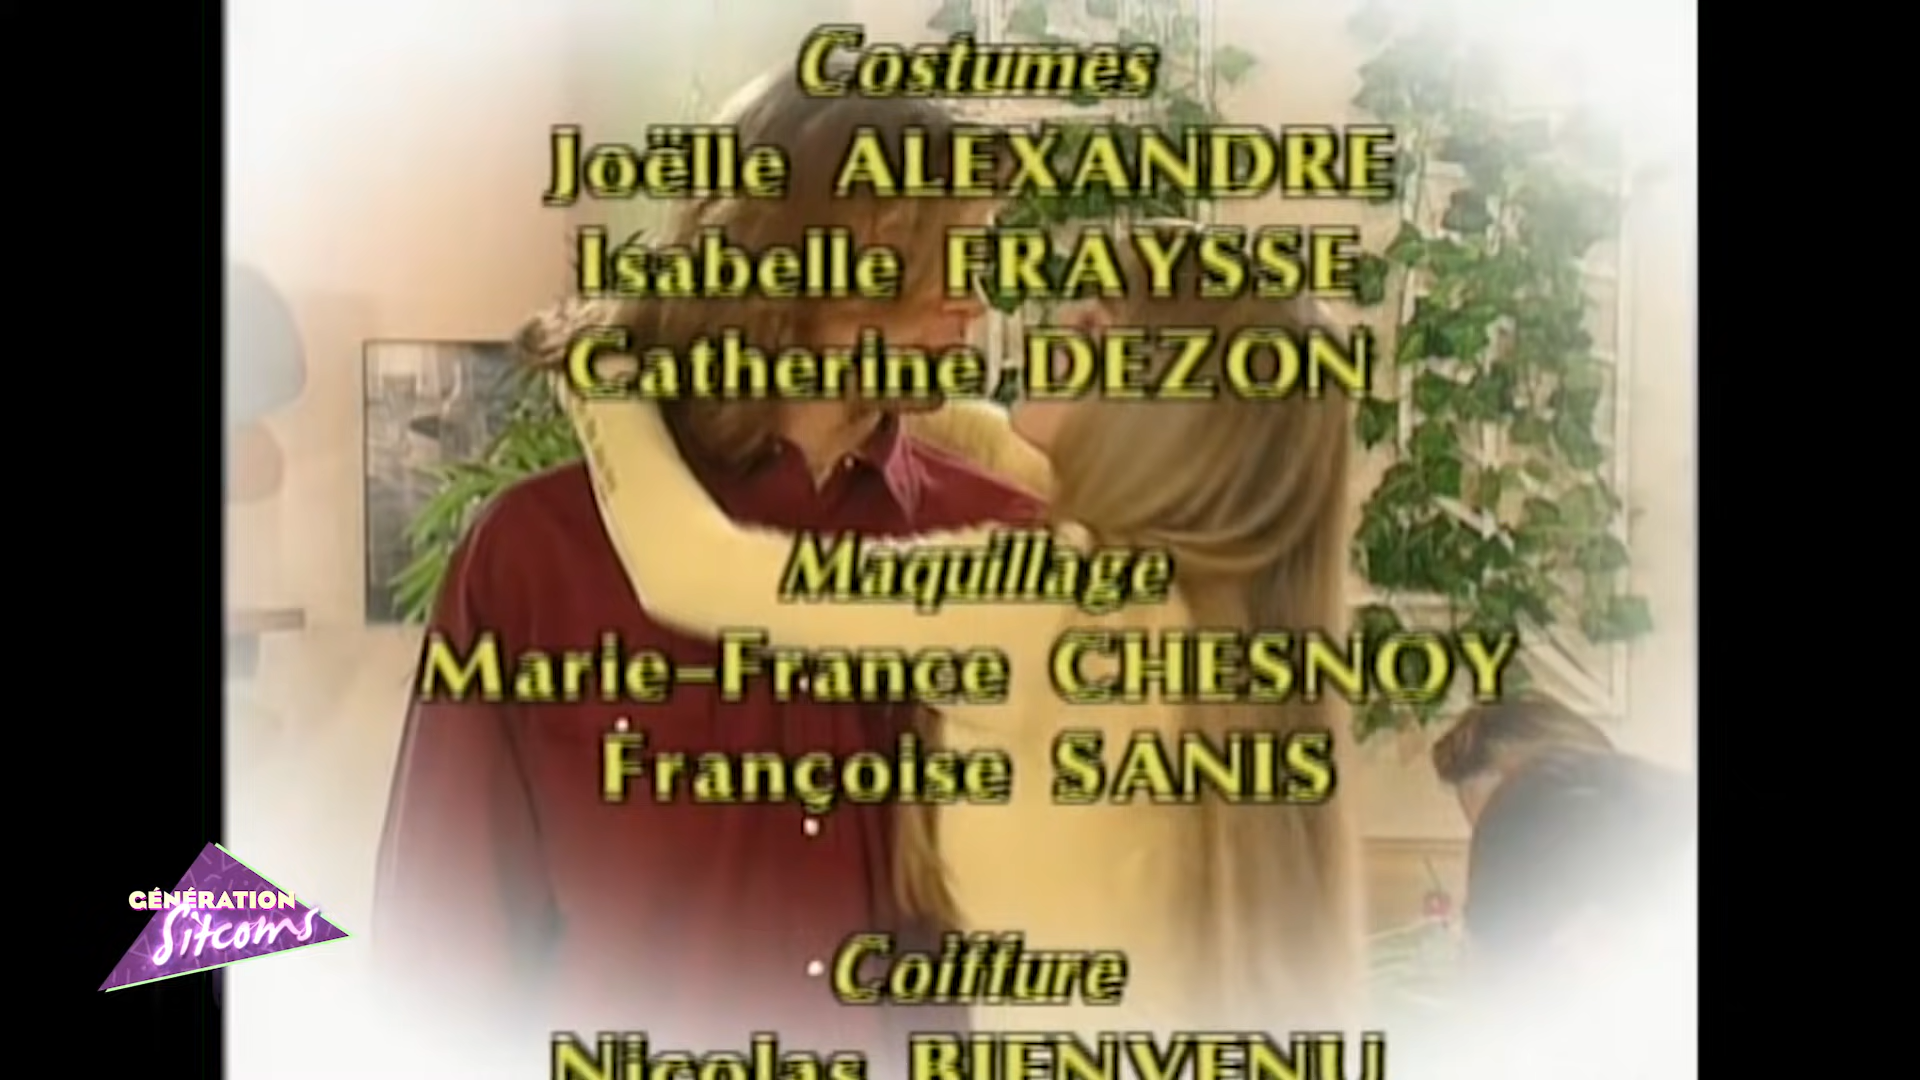 Costumes
Joëlle ALEXANDRE
Isabelle FRAYSSE
Catherine DEZON
Maquillage
Marie-France CHESNOY
Françoise SANIS
Coiffure
Nicolas BIENVENU
GÉNÉRATION
Sitcoms